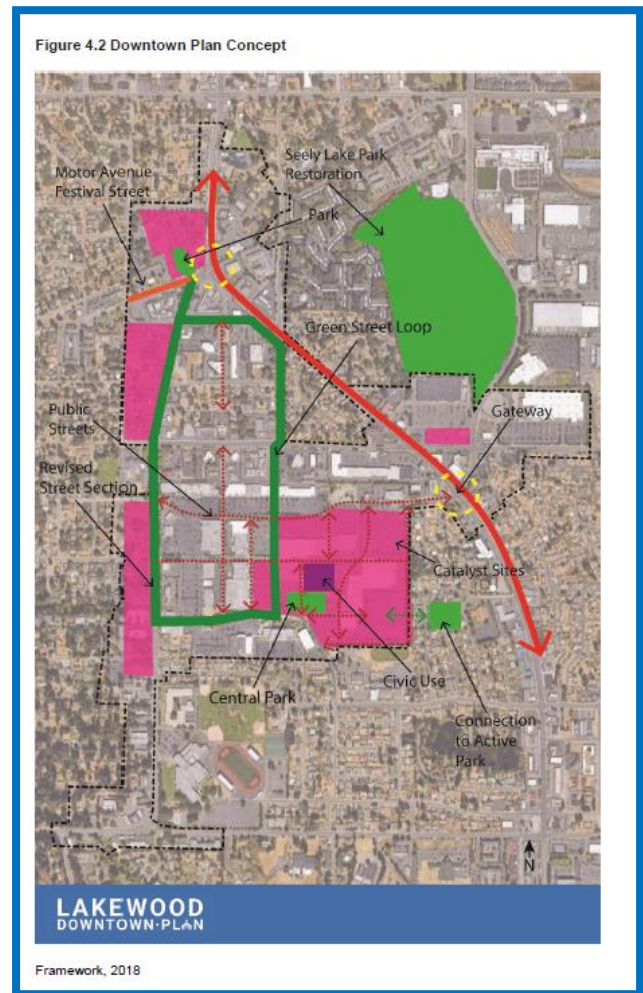 Figure 4.2 Downtown Plan Concept
Motor Avenue
Festival Street
Seely Lake Park
Restoration
Park
Green Street Loop
Public
Streets
Gateway
Revised
Street Section
Catalyst Sites
Central Park
Civic Use
Connection
to Active
Park
N
LAKEWOOD
DOWNTOWN·PLAN
Framework, 2018